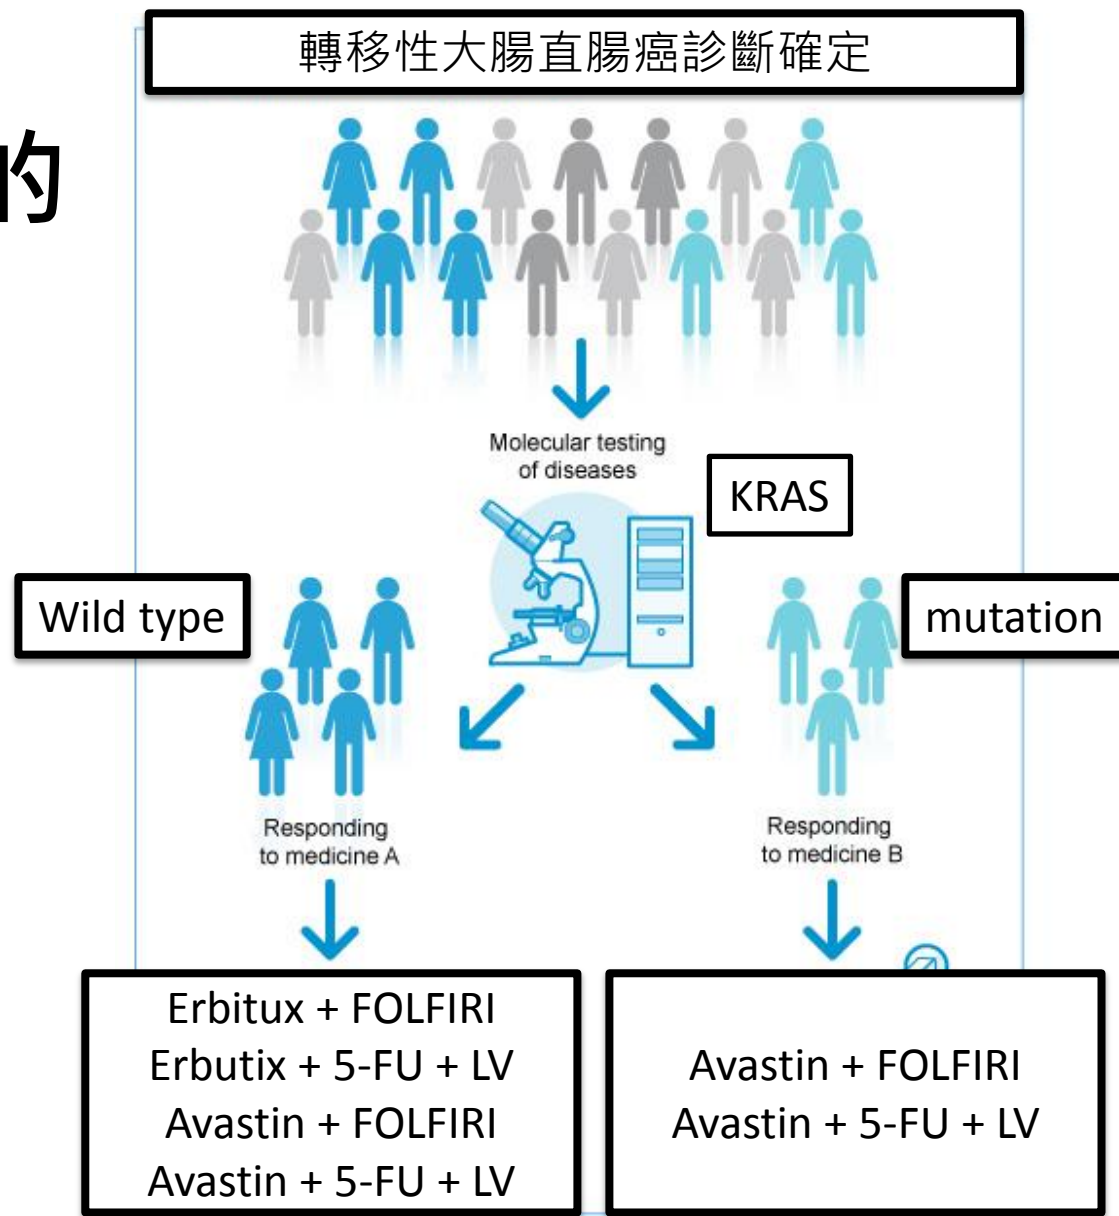 轉移性大腸直腸癌診斷確定
的
Molecular testing
of diseases
KRAS
Wild type
mutation
Responding
to medicine A
Responding
to medicine B
Erbitux + FOLFIRI
Erbutix + 5-FU + LV
Avastin + FOLFIRI
Avastin + 5-FU + LV
Avastin + FOLFIRI
Avastin + 5-FU + LV